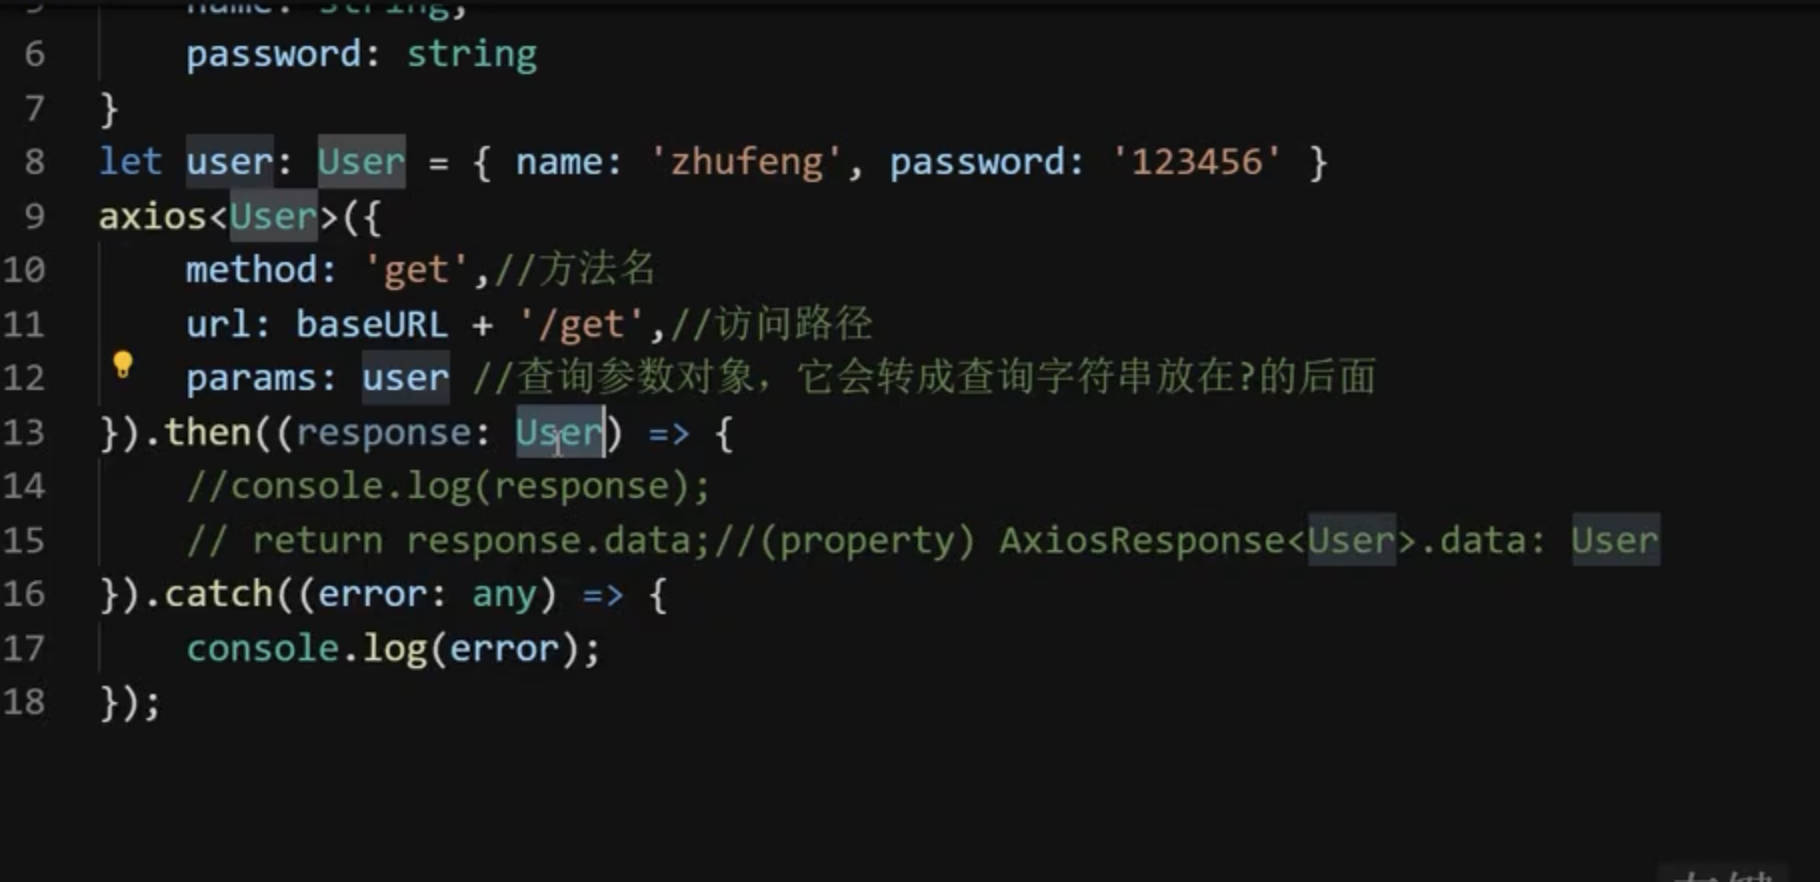 5 name: string,
6 password: string
7 }
8 let user: User = { name: 'zhufeng', password: '123456' }
9 axios<User>({
10 method: 'get',//方法名
11 url: baseURL + '/get',//访问路径
12 params: user //查询参数对象，它会转成查询字符串放在?的后面
13 }).then((response: User) => {
14 //console.log(response);
15 // return response.data;//(property) AxiosResponse<User>.data: User
16 }).catch((error: any) => {
17 console.log(error);
18 });